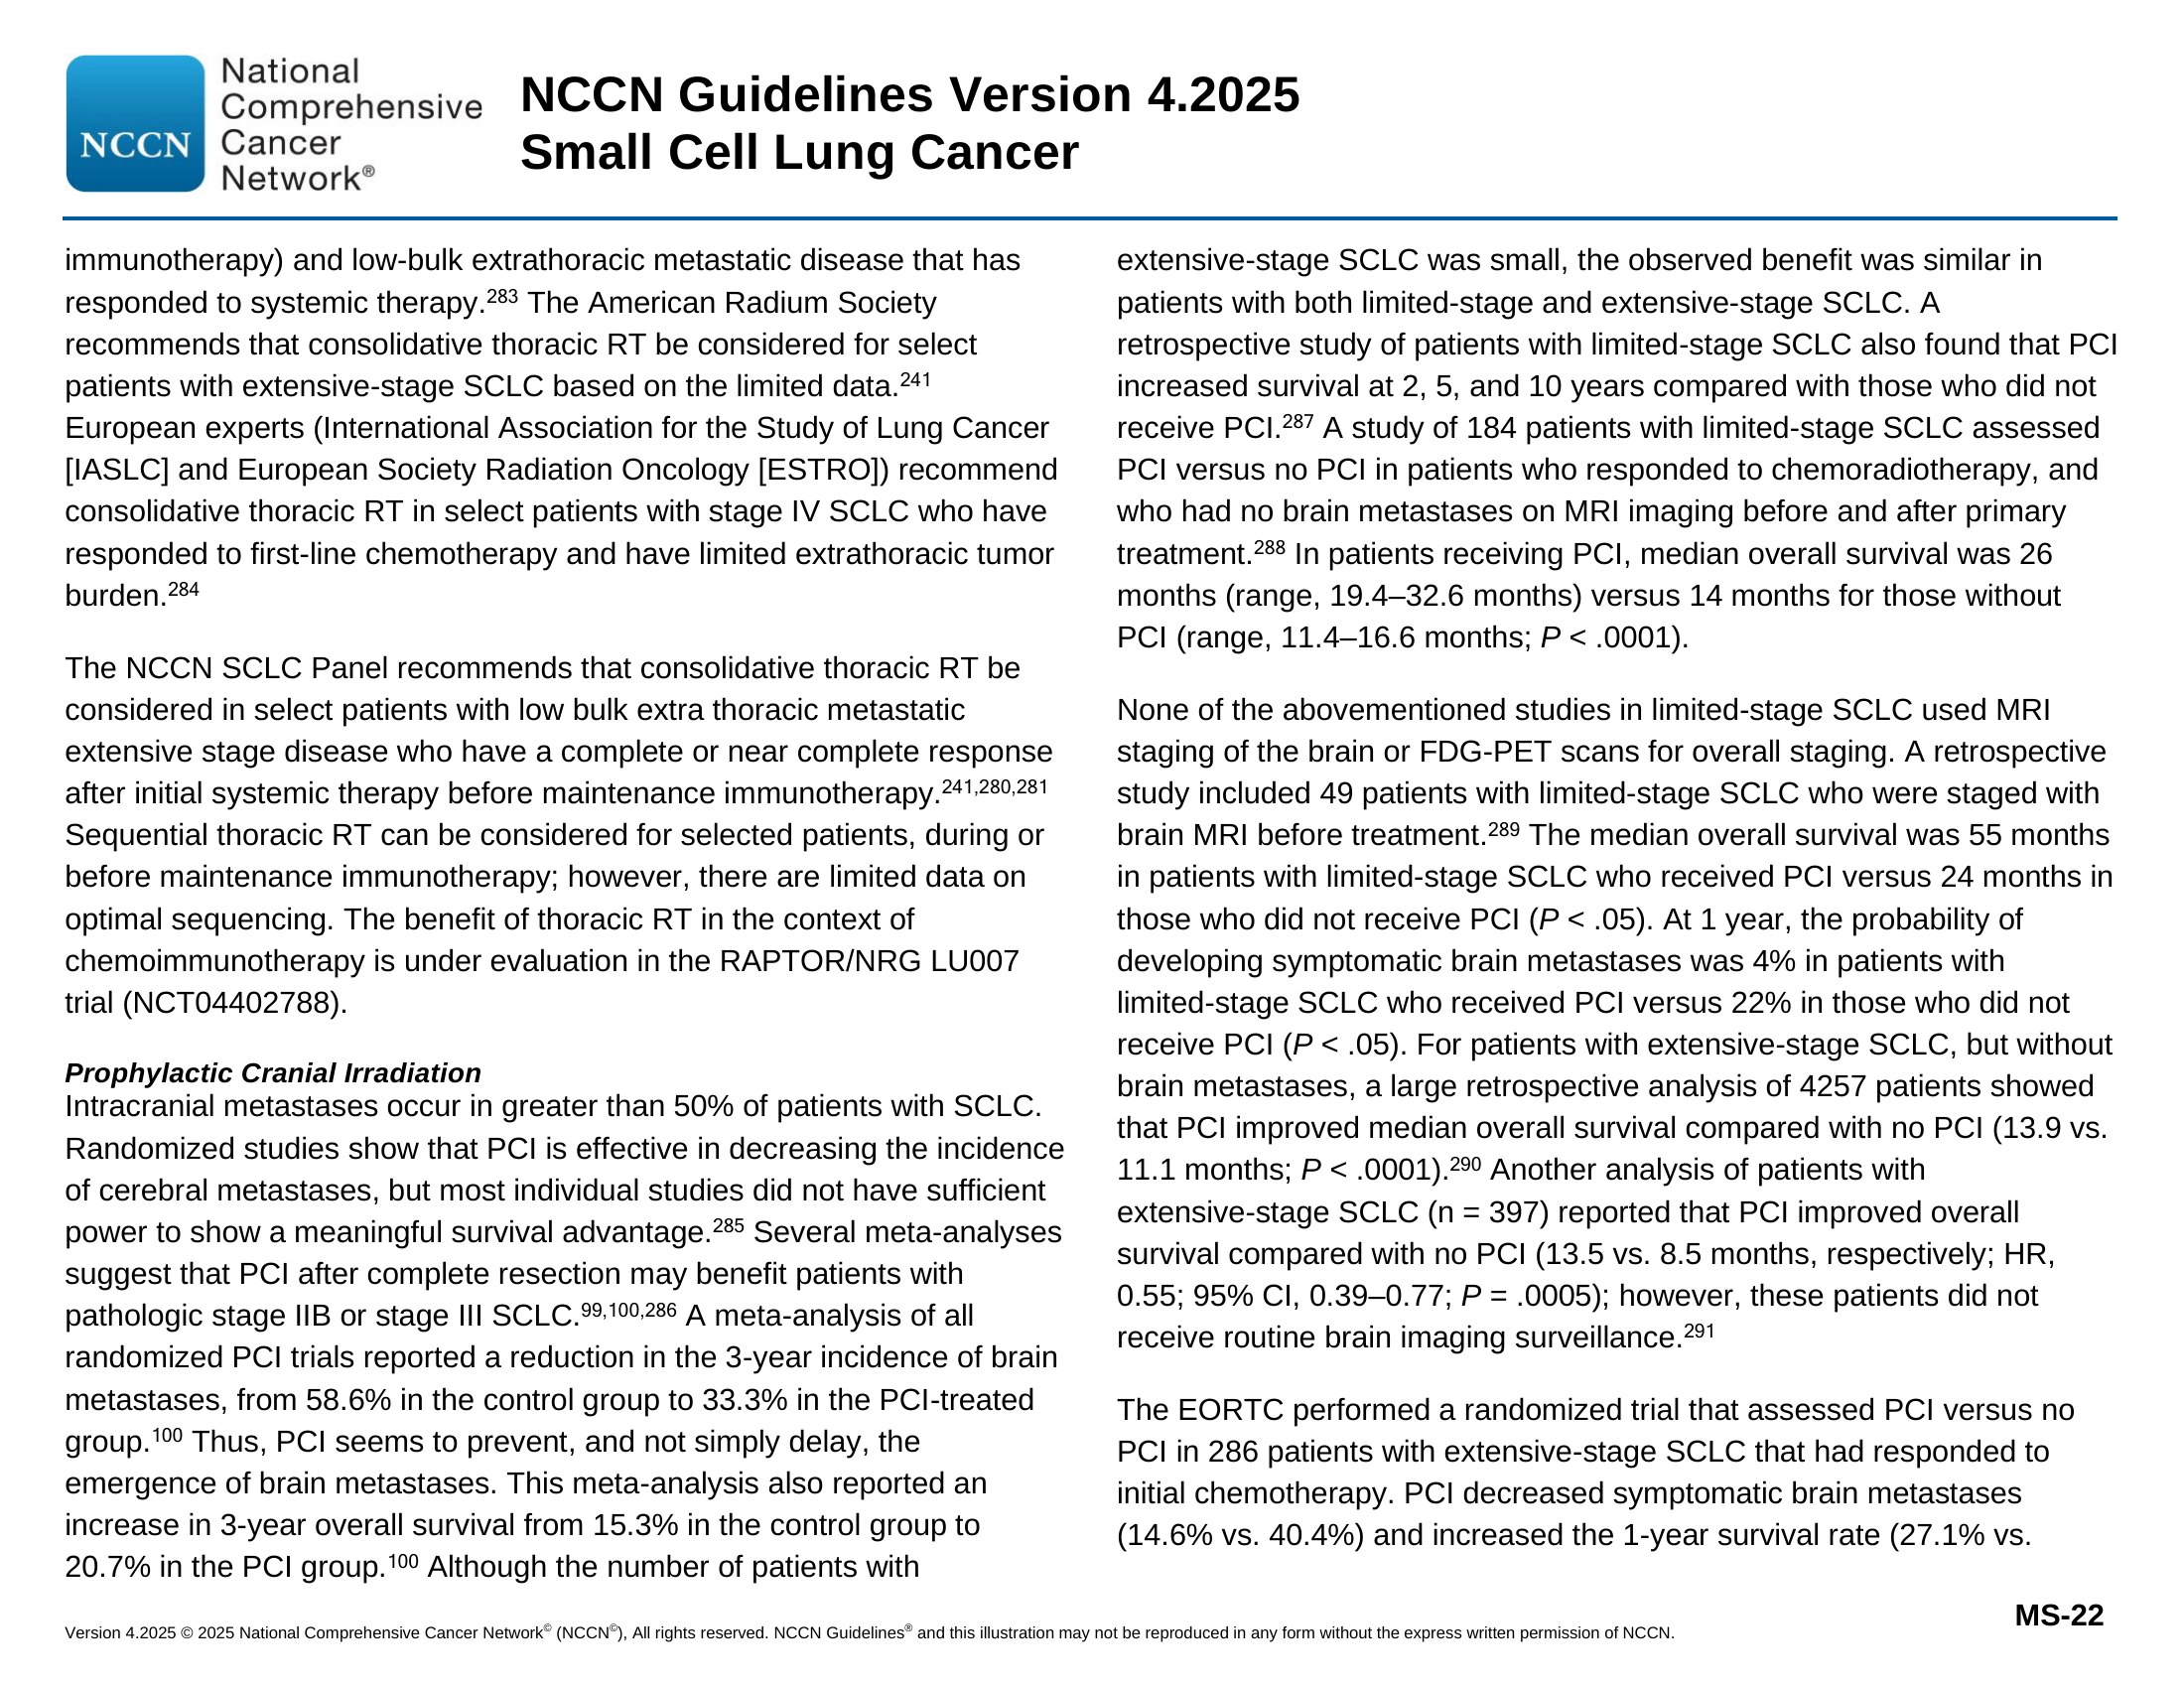 NCCN
National
Comprehensive
Cancer
Network®
NCCN Guidelines Version 4.2025
Small Cell Lung Cancer
immunotherapy) and low-bulk extrathoracic metastatic disease that has
responded to systemic therapy.283 The American Radium Society
recommends that consolidative thoracic RT be considered for select
patients with extensive-stage SCLC based on the limited data.241
European experts (International Association for the Study of Lung Cancer
[IASLC] and European Society Radiation Oncology [ESTRO]) recommend
consolidative thoracic RT in select patients with stage IV SCLC who have
responded to first-line chemotherapy and have limited extrathoracic tumor
burden.284
The NCCN SCLC Panel recommends that consolidative thoracic RT be
considered in select patients with low bulk extra thoracic metastatic
extensive stage disease who have a complete or near complete response
after initial systemic therapy before maintenance immunotherapy.241,280,281
Sequential thoracic RT can be considered for selected patients, during or
before maintenance immunotherapy; however, there are limited data on
optimal sequencing. The benefit of thoracic RT in the context of
chemoimmunotherapy is under evaluation in the RAPTOR/NRG LU007
trial (NCT04402788).
Prophylactic Cranial Irradiation
Intracranial metastases occur in greater than 50% of patients with SCLC.
Randomized studies show that PCI is effective in decreasing the incidence
of cerebral metastases, but most individual studies did not have sufficient
power to show a meaningful survival advantage.285 Several meta-analyses
suggest that PCI after complete resection may benefit patients with
pathologic stage IIB or stage III SCLC.99,100,286 A meta-analysis of all
randomized PCI trials reported a reduction in the 3-year incidence of brain
metastases, from 58.6% in the control group to 33.3% in the PCI-treated
group.100 Thus, PCI seems to prevent, and not simply delay, the
emergence of brain metastases. This meta-analysis also reported an
increase in 3-year overall survival from 15.3% in the control group to
20.7% in the PCI group.100 Although the number of patients with
extensive-stage SCLC was small, the observed benefit was similar in
patients with both limited-stage and extensive-stage SCLC. A
retrospective study of patients with limited-stage SCLC also found that PCI
increased survival at 2, 5, and 10 years compared with those who did not
receive PCI.287 A study of 184 patients with limited-stage SCLC assessed
PCI versus no PCI in patients who responded to chemoradiotherapy, and
who had no brain metastases on MRI imaging before and after primary
treatment.288 In patients receiving PCI, median overall survival was 26
months (range, 19.4–32.6 months) versus 14 months for those without
PCI (range, 11.4–16.6 months; P < .0001).
None of the abovementioned studies in limited-stage SCLC used MRI
staging of the brain or FDG-PET scans for overall staging. A retrospective
study included 49 patients with limited-stage SCLC who were staged with
brain MRI before treatment.289 The median overall survival was 55 months
in patients with limited-stage SCLC who received PCI versus 24 months in
those who did not receive PCI (P < .05). At 1 year, the probability of
developing symptomatic brain metastases was 4% in patients with
limited-stage SCLC who received PCI versus 22% in those who did not
receive PCI (P < .05). For patients with extensive-stage SCLC, but without
brain metastases, a large retrospective analysis of 4257 patients showed
that PCI improved median overall survival compared with no PCI (13.9 vs.
11.1 months; P < .0001).290 Another analysis of patients with
extensive-stage SCLC (n = 397) reported that PCI improved overall
survival compared with no PCI (13.5 vs. 8.5 months, respectively; HR,
0.55; 95% CI, 0.39–0.77; P = .0005); however, these patients did not
receive routine brain imaging surveillance.291
The EORTC performed a randomized trial that assessed PCI versus no
PCI in 286 patients with extensive-stage SCLC that had responded to
initial chemotherapy. PCI decreased symptomatic brain metastases
(14.6% vs. 40.4%) and increased the 1-year survival rate (27.1% vs.
MS-22
Version 4.2025 © 2025 National Comprehensive Cancer Network© (NCCN©), All rights reserved. NCCN Guidelines® and this illustration may not be reproduced in any form without the express written permission of NCCN.